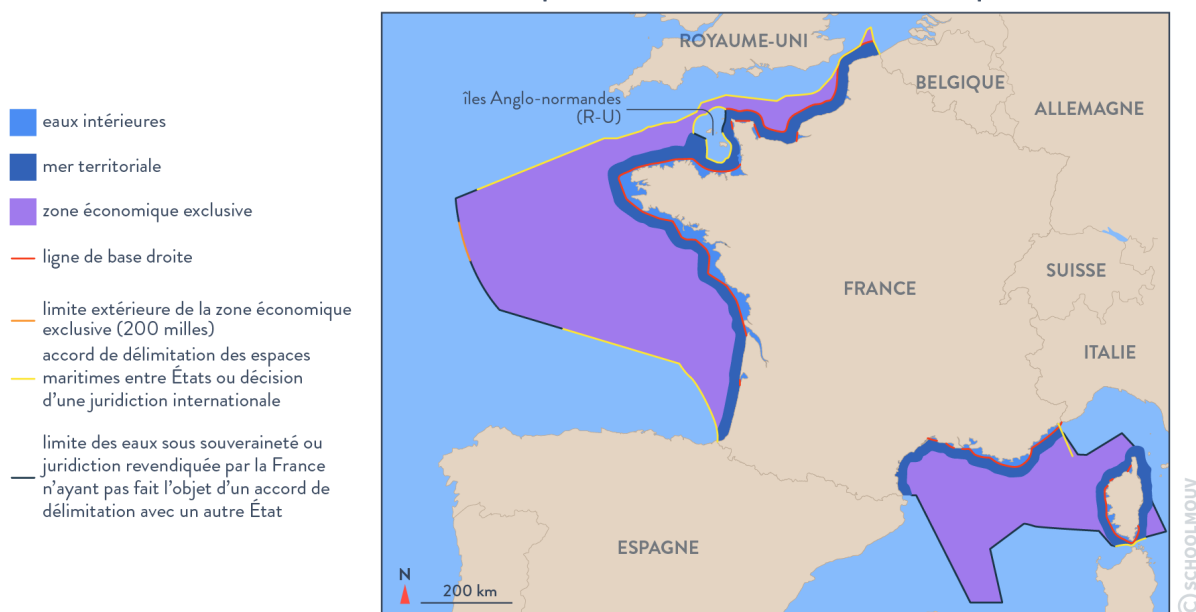 eaux intérieures
mer territoriale
zone économique exclusive
ligne de base droite
limite extérieure de la zone économique
exclusive (200 milles)
accord de délimitation des espaces
maritimes entre États ou décision
d'une juridiction internationale
limite des eaux sous souveraineté ou
juridiction revendiquée par la France
n'ayant pas fait l'objet d'un accord de
délimitation avec un autre État
ROYAUME-UNI
BELGIQUE
îles Anglo-normandes
(R-U)
ALLEMAGNE
SUISSE
FRANCE
ITALIE
ESPAGNE
N
200 km
© SCHOOLMOUV